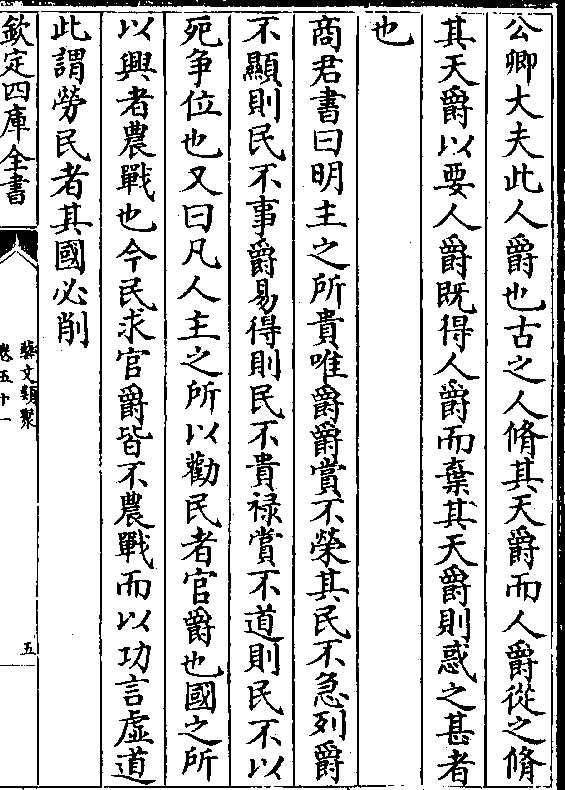 公卿大夫此人爵也古之人脩其天爵而人爵從之脩
其天爵以要人爵既得人爵而棄其天爵則惑之甚者
也
商君書曰明主之所貴唯爵爵賞不榮其民不急列爵
不顯則民不事爵易得則民不貴祿賞不道則民不以
死争位也又曰凡人主之所以勸民者官爵也國之所
以興者農戰也今民求官爵皆不農戰而以功言虛道
此謂勞民者其國必削
欽定四庫全書
藝文類聚
卷五十一
五